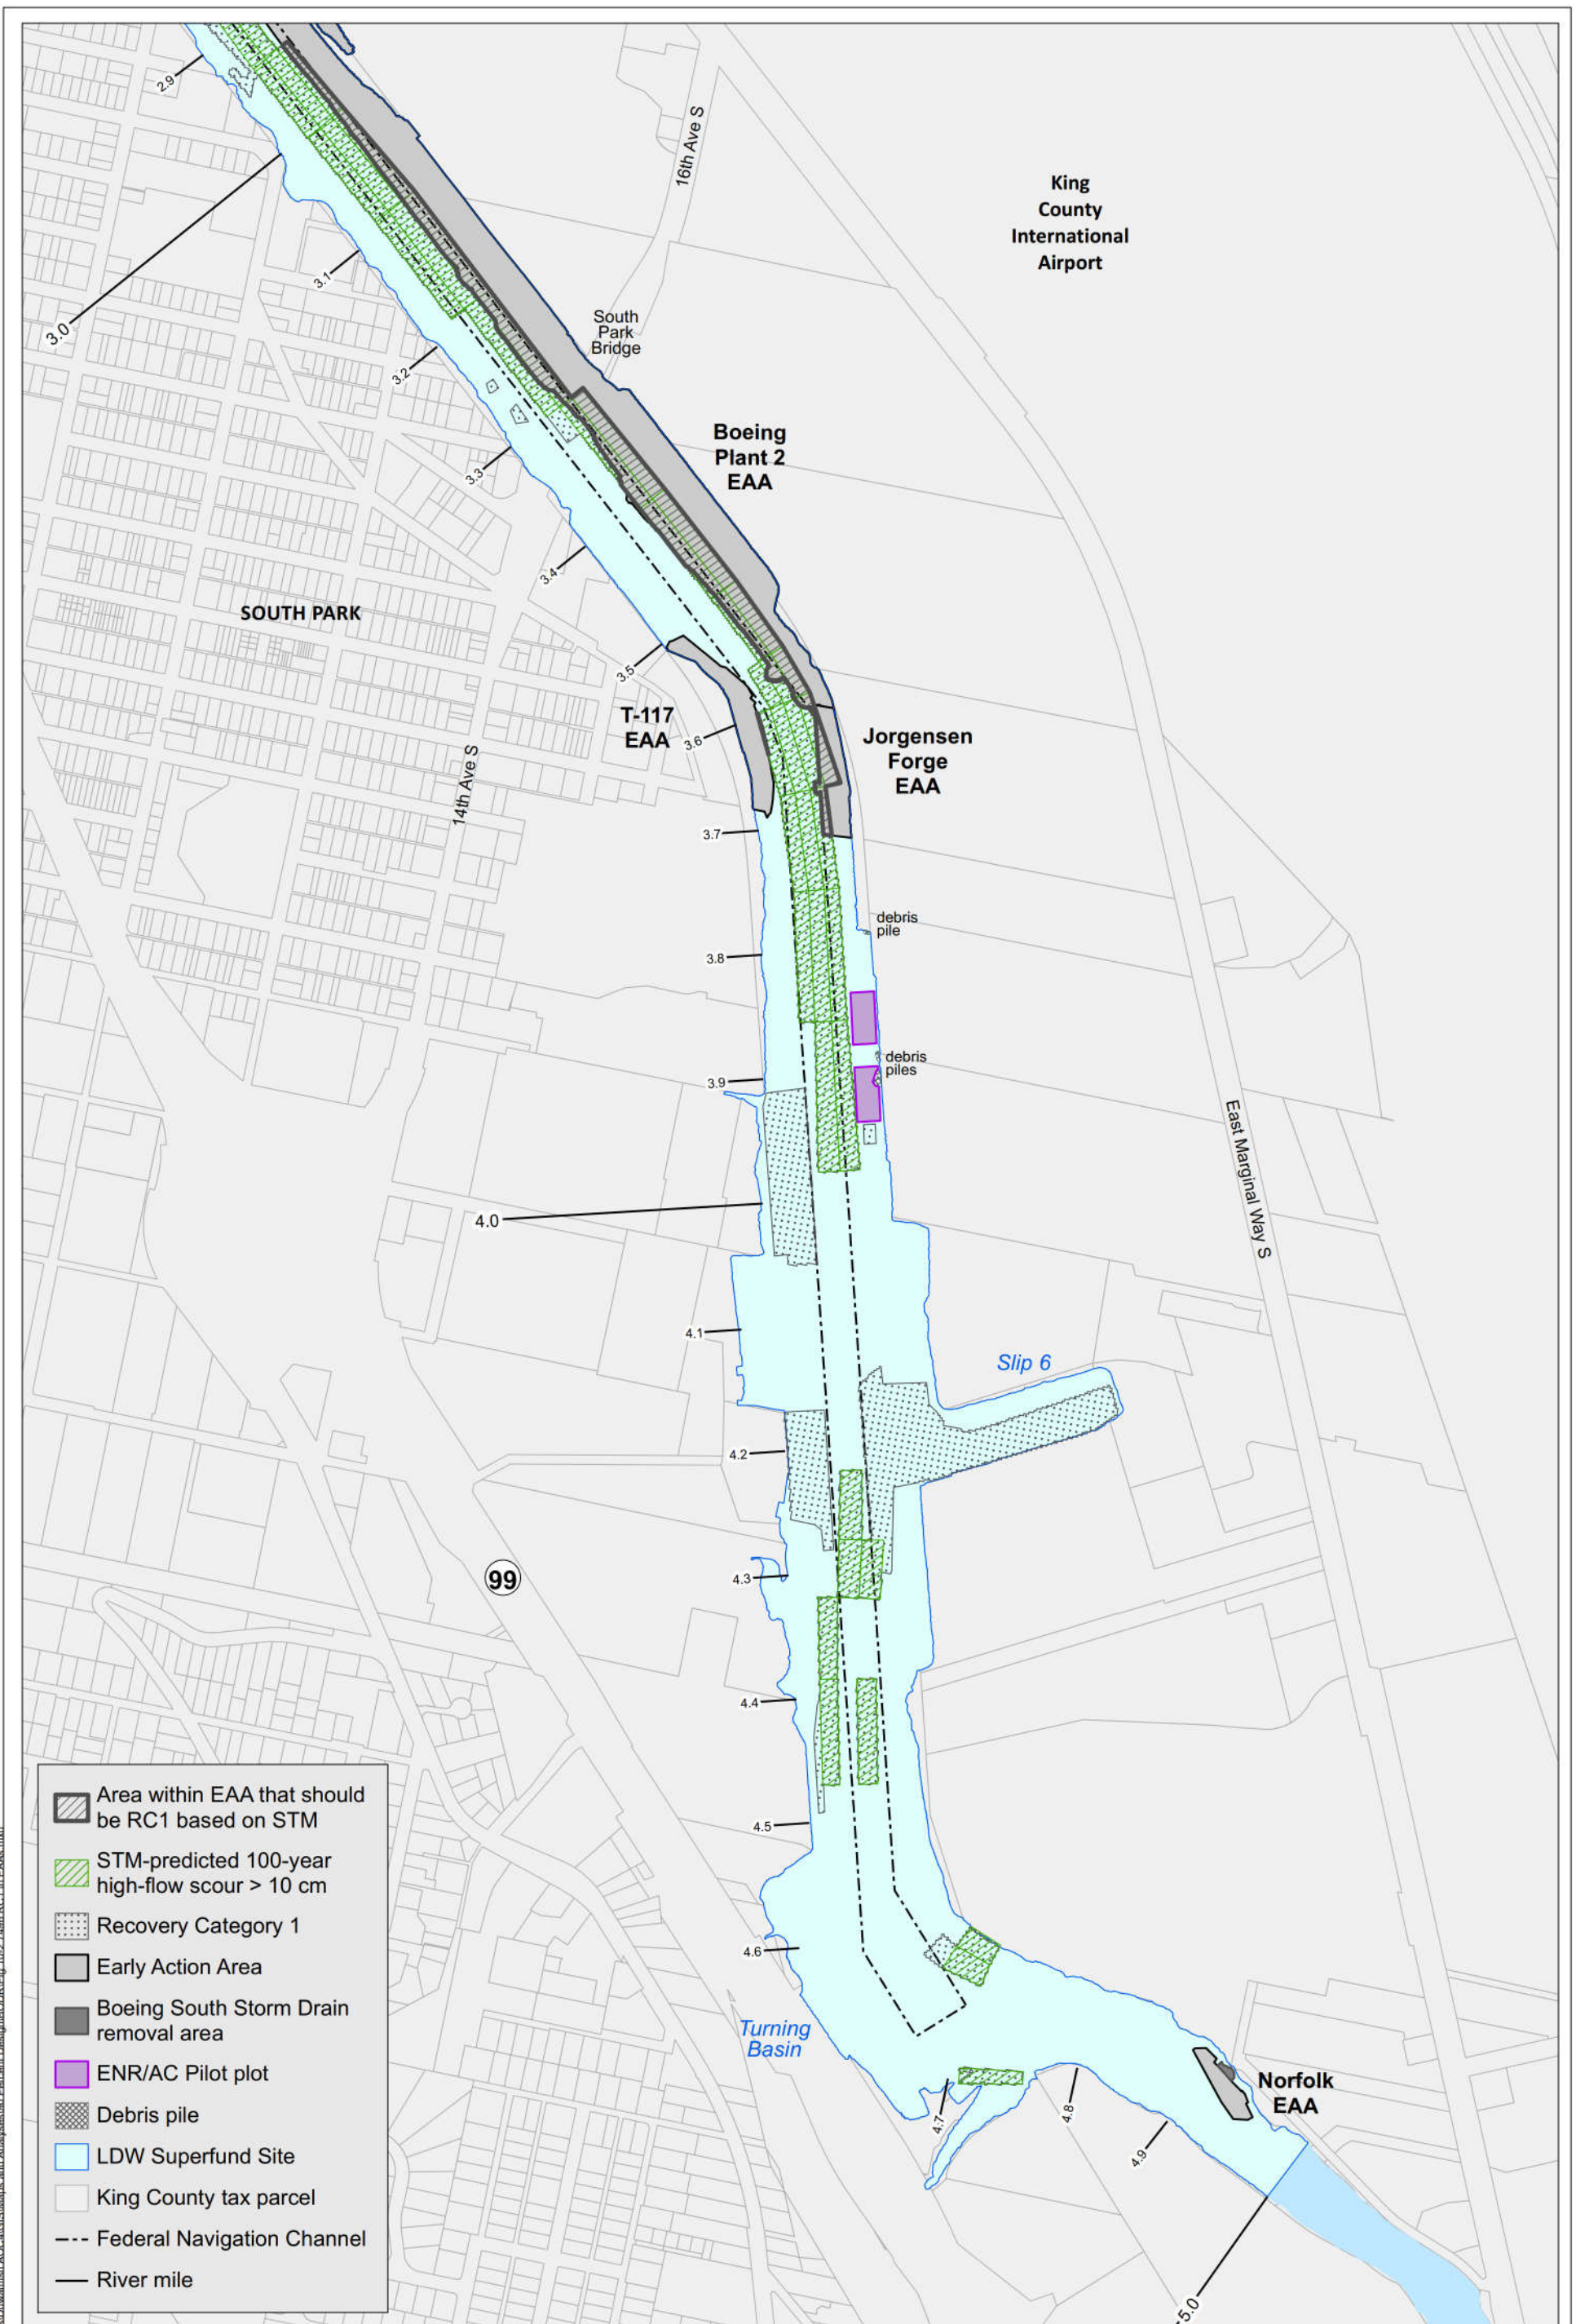 2.9
16th Ave S
King
County
International
Airport
3.0
3.1
South
Park
Bridge
3.2
Boeing
Plant 2
EAA
3.3
3.4
SOUTH PARK
3.5
T-117
EAA
3.6
Jorgensen
Forge
EAA
14th Ave S
3.7
debris
pile
3.8
debris
piles
3.9
East Marginal Way S
4.0
4.1
Slip 6
4.2
99
4.3
4.4
4.5
4.6
Turning
Basin
4.7
4.8
4.9
Norfolk
EAA
5.0
Area within EAA that should
be RC1 based on STM
STM-predicted 100-year
high-flow scour > 10 cm
Recovery Category 1
Early Action Area
Boeing South Storm Drain
removal area
ENR/AC Pilot plot
Debris pile
LDW Superfund Site
King County tax parcel
Federal Navigation Channel
River mile